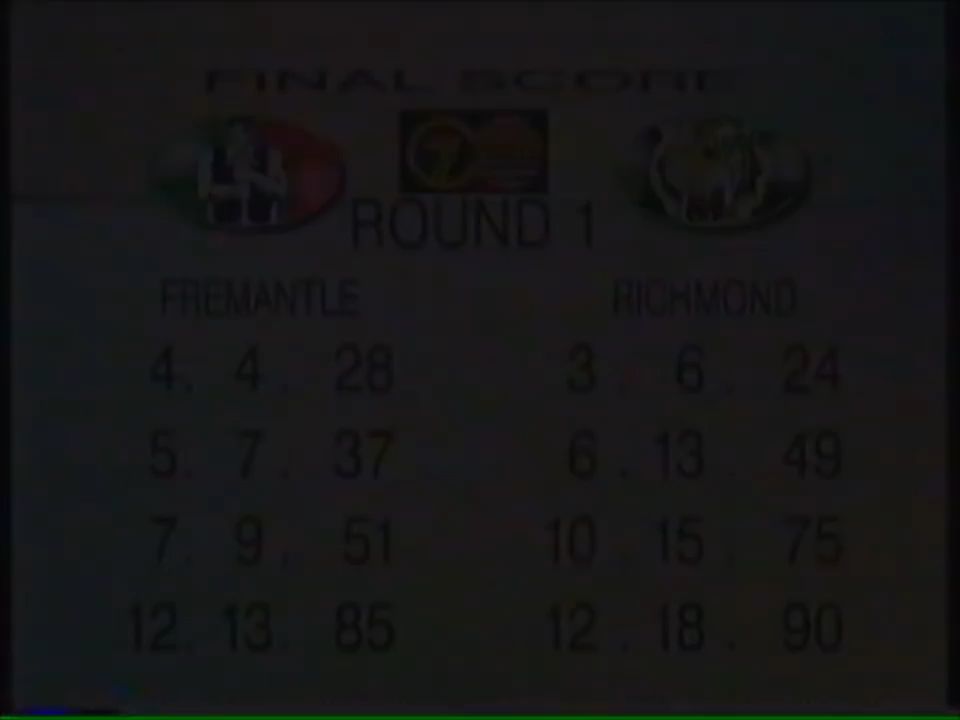 FINAL SCORE
7
ROUND 1
FREMANTLE RICHMOND
4. 4. 28 3. 6. 24
5. 7. 37 6. 13. 49
7. 9. 51 10. 15. 75
12. 13. 85 12. 18. 90